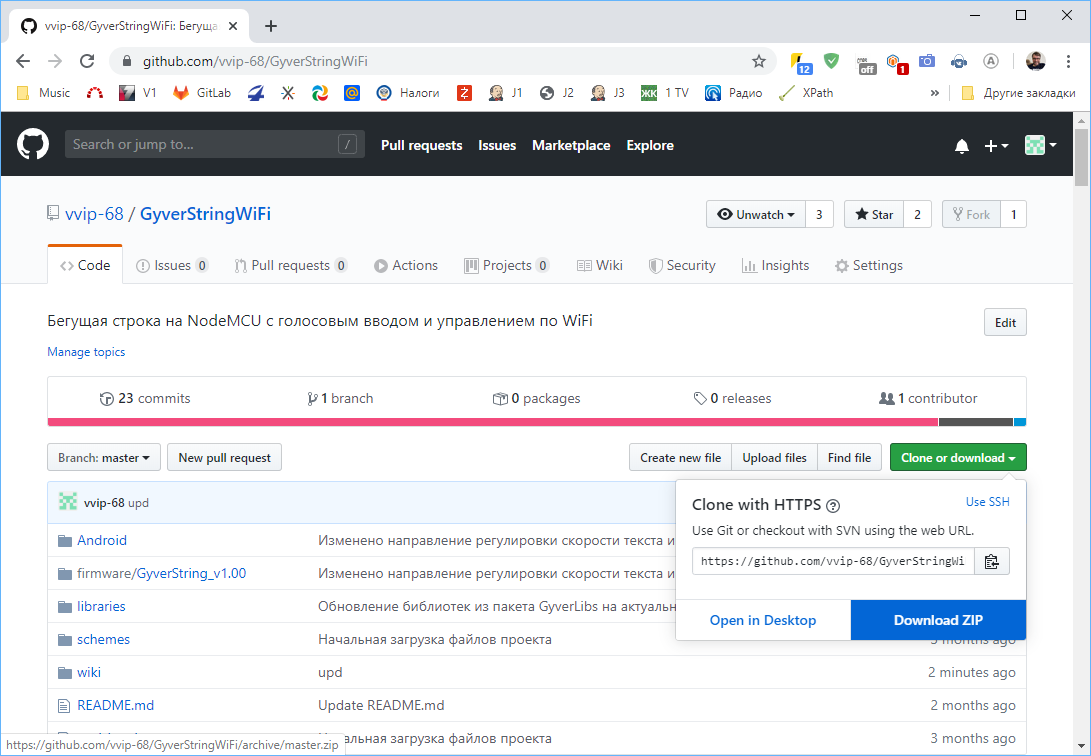 vvip-68/GyverStringWiFi: Бегуща
github.com/vvip-68/GyverStringWiFi
12
off
1
A
Music
V1
GitLab
Налоги
J1
J2
J3
ЖК
1 TV
Радио
XPath
»
Другие закладки
Search or jump to...
/
Pull requests Issues Marketplace Explore
vvip-68 / GyverStringWiFi
Unwatch 3
Star 2
Fork 1
Code
Issues 0
Pull requests 0
Actions
Projects 0
Wiki
Security
Insights
Settings
Бегущая строка на NodeMCU с голосовым вводом и управлением по WiFi
Edit
Manage topics
23 commits
1 branch
0 packages
0 releases
1 contributor
Branch: master
New pull request
Create new file
Upload files
Find file
Clone or download
vvip-68 upd
Clone with HTTPS
Use SSH
Use Git or checkout with SVN using the web URL.
https://github.com/vvip-68/GyverStringWi
Open in Desktop
Download ZIP
Android Изменено направление регулировки скорости текста и
firmware/GyverString_v1.00 Изменено направление регулировки скорости текста и
libraries Обновление библиотек из пакета GyverLibs на актуальн
schemes Начальная загрузка файлов проекта 3 months ago
wiki upd 2 minutes ago
README.md Update README.md 2 months ago
Начальная загрузка файлов проекта 3 months ago
https://github.com/vvip-68/GyverStringWiFi/archive/master.zip